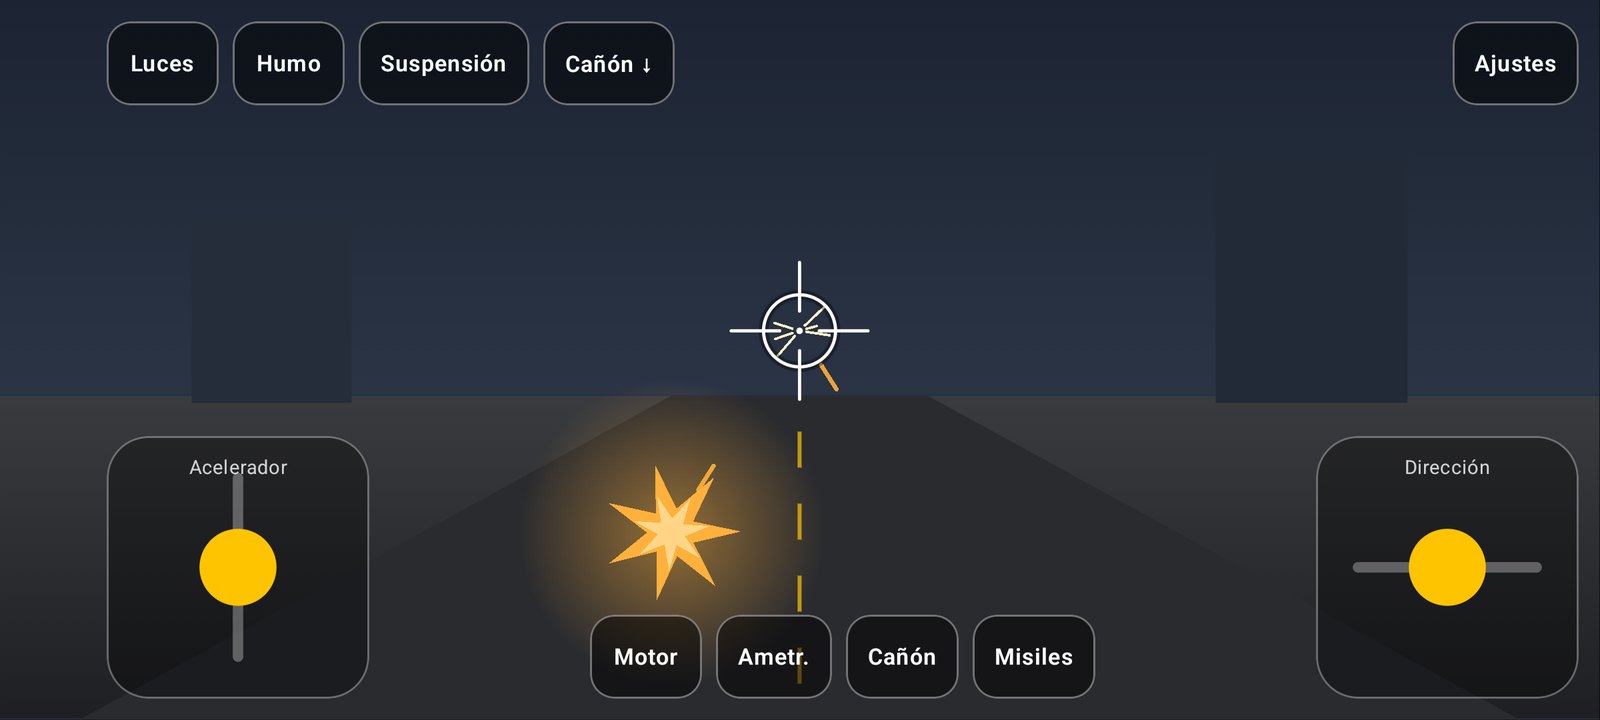 Luces
Humo
Suspensión
Cañón ↓
Ajustes
Acelerador
Dirección
Motor
Ametr.
Cañón
Misiles